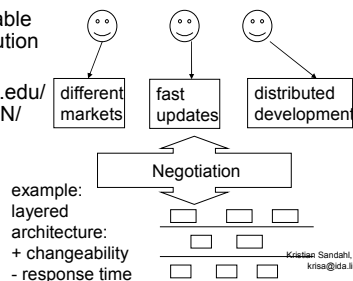 able
ution
.edu/
N/
different
markets
fast
updates
distributed
development
Negotiation
example:
layered
architecture:
+ changeability
- response time
Kristian Sandahl,
krisa@ida.li